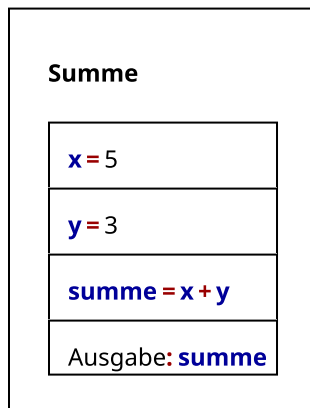 Summe
x = 5
y = 3
summe = x + y
Ausgabe: summe